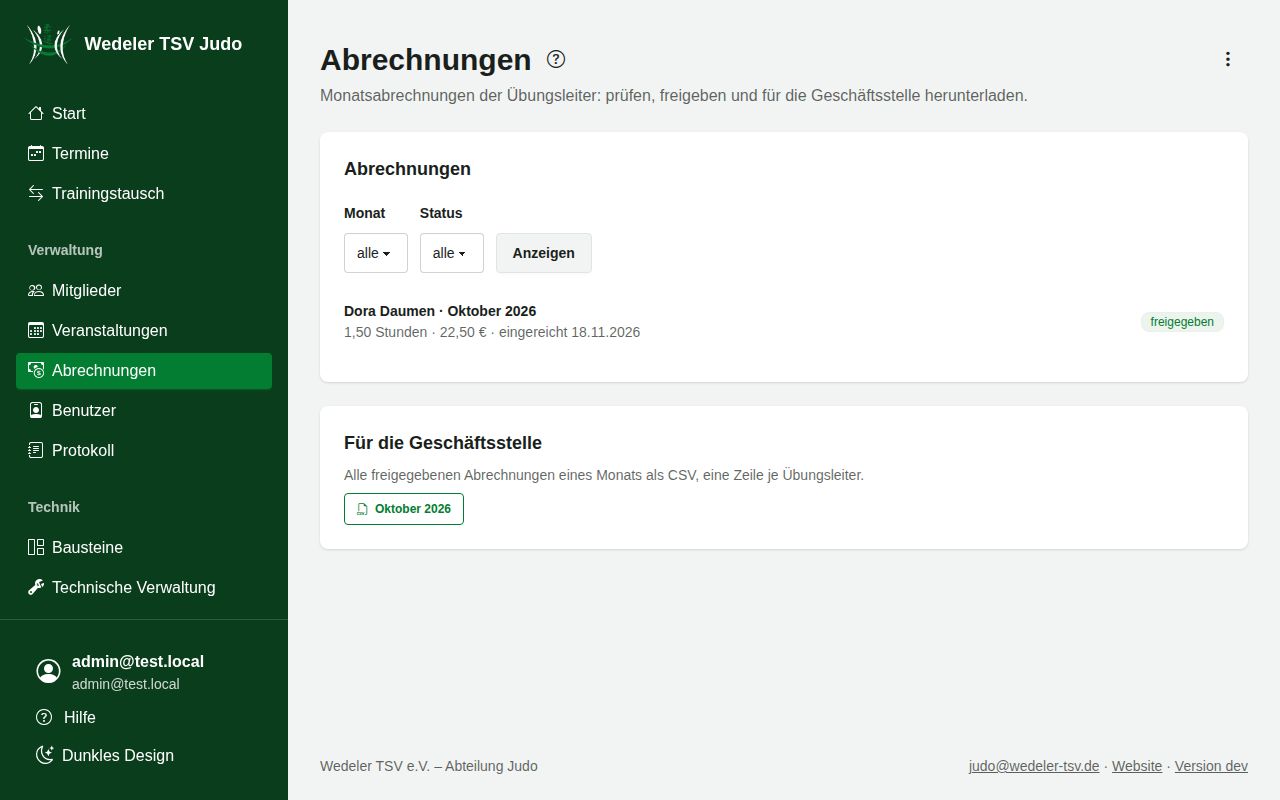 Wedeler TSV Judo
Start
Termine
Trainingstausch
Verwaltung
Mitglieder
Veranstaltungen
Abrechnungen
Benutzer
Protokoll
Technik
Bausteine
Technische Verwaltung
admin@test.local
admin@test.local
Hilfe
Dunkles Design
Abrechnungen
Monatsabrechnungen der Übungsleiter: prüfen, freigeben und für die Geschäftsstelle herunterladen.
Abrechnungen
Monat Status
alle alle Anzeigen
Dora Daumen · Oktober 2026
1,50 Stunden · 22,50 € · eingereicht 18.11.2026
freigegeben
Für die Geschäftsstelle
Alle freigegebenen Abrechnungen eines Monats als CSV, eine Zeile je Übungsleiter.
Oktober 2026
Wedeler TSV e.V. – Abteilung Judo
judo@wedeler-tsv.de · Website · Version dev